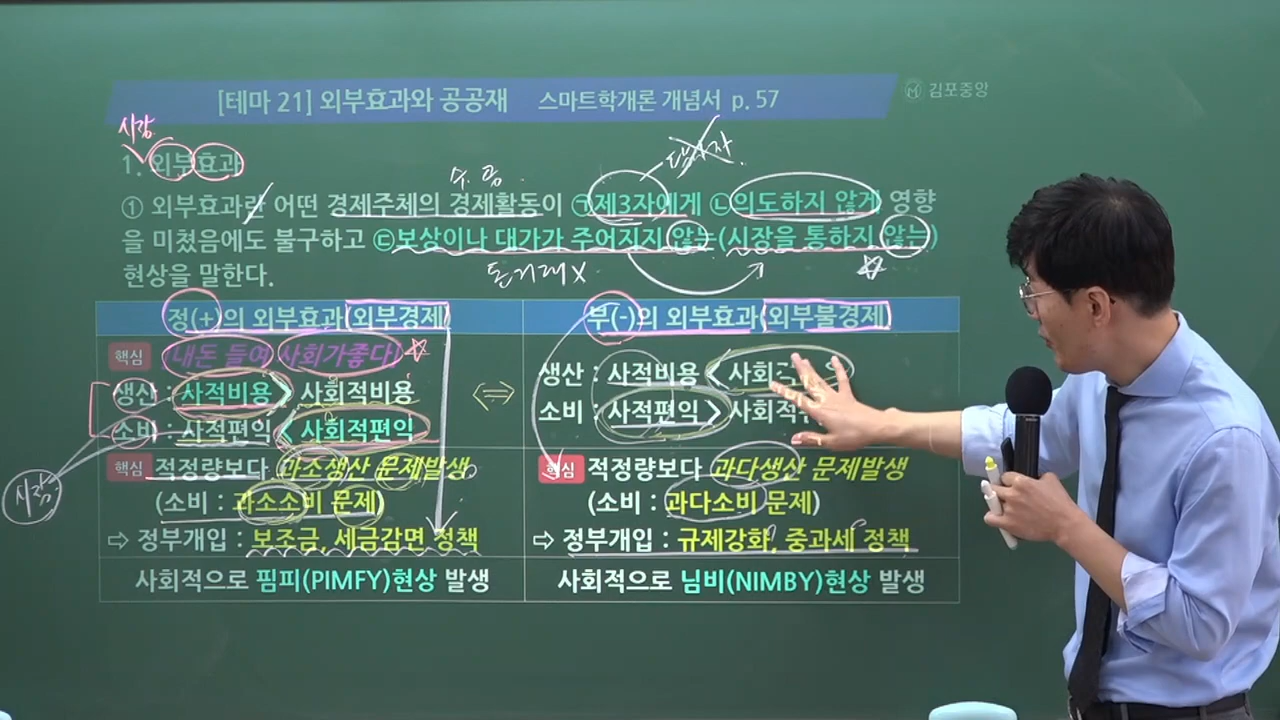 [테마 21] 외부효과와 공공재 스마트학개론 개념서 p. 57
김포중앙
시장
1. 외부효과
① 외부효과란 어떤 경제주체의 경제활동이 ㉠제3자에게 ㉡의도하지 않게 영향
을 미쳤음에도 불구하고 ㉢보상이나 대가가 주어지지 않는(시장을 통하지 않는)
돈거래X
현상을 말한다.
정(+)의 외부효과(외부경제)
핵심 (내돈 들여 사회가좋다)
생산 : 사적비용 > 사회적비용
소비 : 사적편익 < 사회적편익
시장
핵심 적정량보다 과소생산 문제발생
(소비 : 과소소비 문제)
⇨ 정부개입 : 보조금, 세금감면 정책
사회적으로 핌피(PIMFY)현상 발생
⇔
부(-)의 외부효과(외부불경제)
생산 : 사적비용 < 사회
소비 : 사적편익 > 사회적
핵심 적정량보다 과다생산 문제발생
(소비 : 과다소비 문제)
⇨ 정부개입 : 규제강화, 중과세 정책
사회적으로 님비(NIMBY)현상 발생